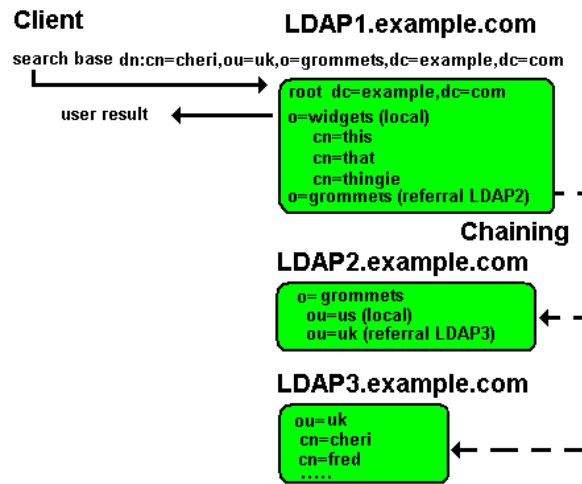 Client
LDAP1.example.com
search base dn:cn=cheri,ou=uk,o=grommets,dc=example,dc=com
root dc=example,dc=com
user result
o=widgets (local)
cn=this
cn=that
cn=thingie
o=grommets (referral LDAP2)
Chaining
LDAP2.example.com
o= grommets
ou=us (local)
ou=uk (referral LDAP3)
LDAP3.example.com
ou=uk
cn=cheri
cn=fred
.....